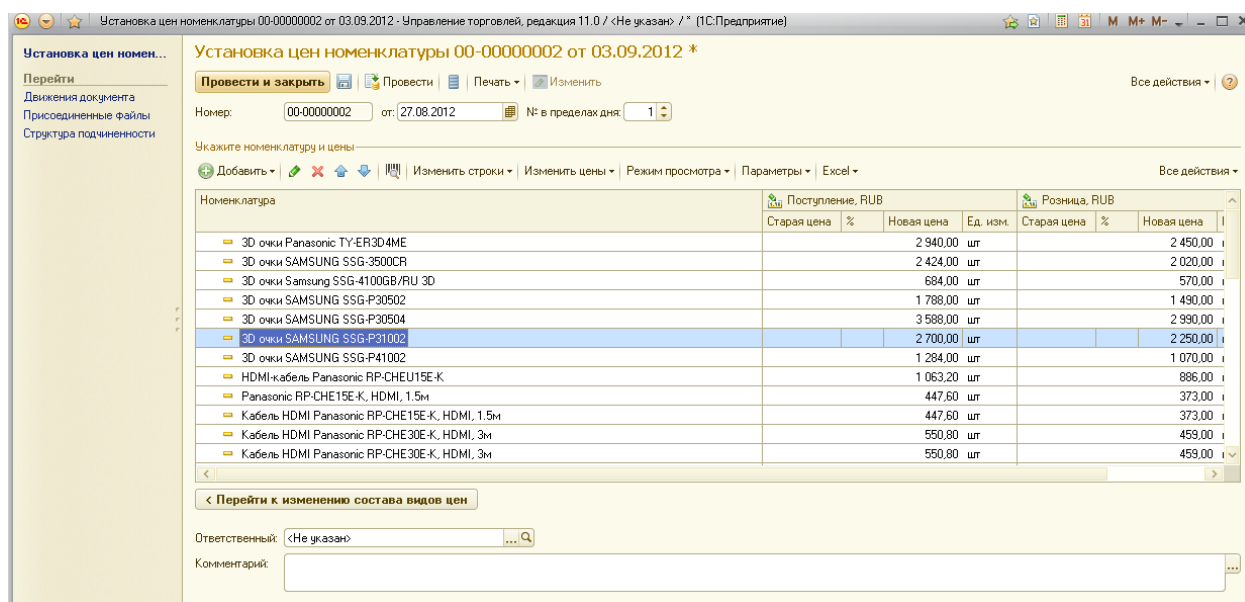 Установка цен номенклатуры 00-00000002 от 03.09.2012 - Управление торговлей, редакция 11.0 / <Не указан> / * (1С:Предприятие) M M+ M-
Установка цен номен...
Перейти
Движения документа
Присоединенные файлы
Структура подчиненности
Установка цен номенклатуры 00-00000002 от 03.09.2012 *
Провести и закрыть Провести Печать Изменить Все действия
Номер: 00-00000002 от: 27.08.2012 № в пределах дня: 1
Укажите номенклатуру и цены
Добавить Изменить строки Изменить цены Режим просмотра Параметры Excel Все действия
Номенклатура Поступление, RUB Розница, RUB
Старая цена % Новая цена Ед. изм. Старая цена % Новая цена
3D очки Panasonic TY-ER3D4ME 2 940,00 шт 2 450,00
3D очки SAMSUNG SSG-3500CR 2 424,00 шт 2 020,00
3D очки Samsung SSG-4100GB/RU 3D 684,00 шт 570,00
3D очки SAMSUNG SSG-P30502 1 788,00 шт 1 490,00
3D очки SAMSUNG SSG-P30504 3 588,00 шт 2 990,00
3D очки SAMSUNG SSG-P31002 2 700,00 шт 2 250,00
3D очки SAMSUNG SSG-P41002 1 284,00 шт 1 070,00
HDMI-кабель Panasonic RP-CHEU15E-K 1 063,20 шт 886,00
Panasonic RP-CHE15E-K, HDMI, 1.5м 447,60 шт 373,00
Кабель HDMI Panasonic RP-CHE15E-K, HDMI, 1.5м 447,60 шт 373,00
Кабель HDMI Panasonic RP-CHE30E-K, HDMI, 3м 550,80 шт 459,00
Кабель HDMI Panasonic RP-CHE30E-K, HDMI, 3м 550,80 шт 459,00
< Перейти к изменению состава видов цен
Ответственный: <Не указан> ...
Комментарий: ...